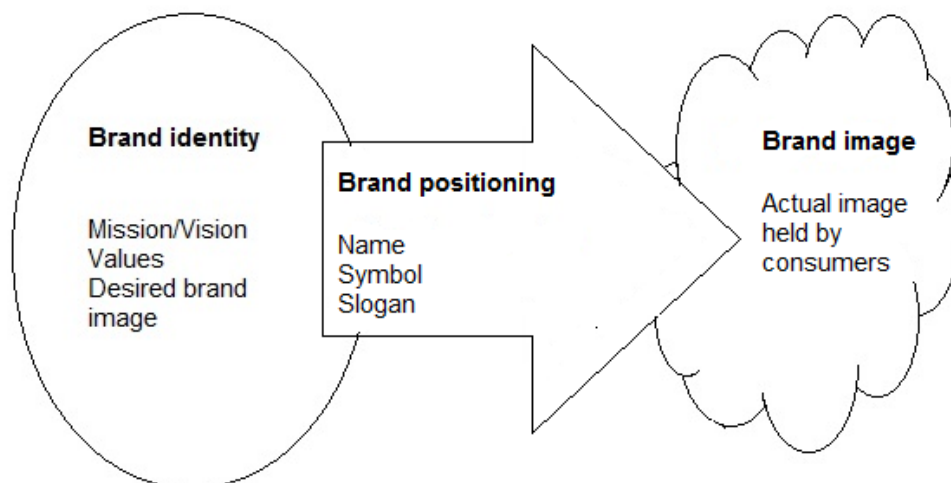 Brand identity
Mission/Vision
Values
Desired brand
image
Brand positioning
Name
Symbol
Slogan
Brand image
Actual image
held by
consumers